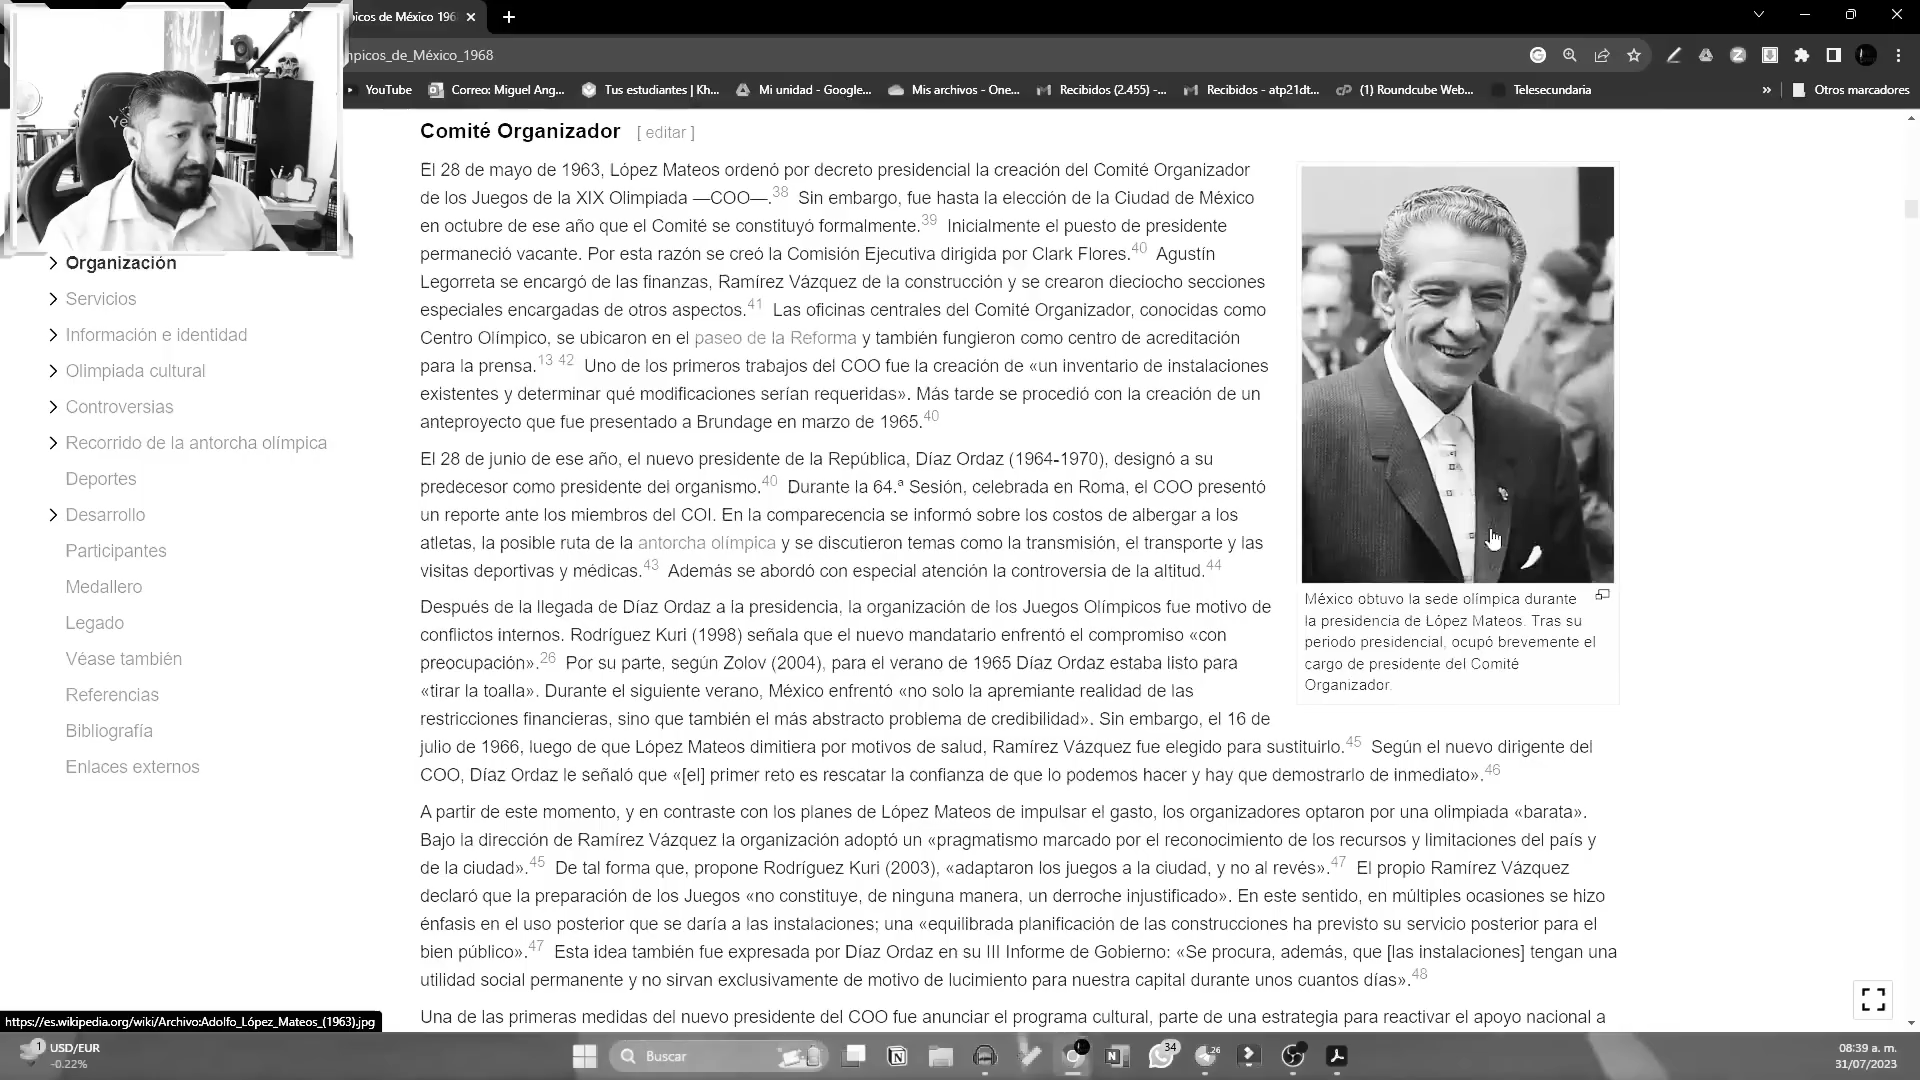 picos de México 196
npicos_de_México_1968
YouTube
Correo: Miguel Ang...
Tus estudiantes | Kh...
Mi unidad - Google...
Mis archivos - One...
Recibidos (2.455) -...
Recibidos - atp21dt...
(1) Roundcube Web...
Telesecundaria
»
Otros marcadores
Organización
Servicios
Información e identidad
Olimpiada cultural
Controversias
Recorrido de la antorcha olímpica
Deportes
Desarrollo
Participantes
Medallero
Legado
Véase también
Referencias
Bibliografía
Enlaces externos
Comité Organizador [ editar ]
El 28 de mayo de 1963, López Mateos ordenó por decreto presidencial la creación del Comité Organizador
de los Juegos de la XIX Olimpiada —COO—.38 Sin embargo, fue hasta la elección de la Ciudad de México
en octubre de ese año que el Comité se constituyó formalmente.39 Inicialmente el puesto de presidente
permaneció vacante. Por esta razón se creó la Comisión Ejecutiva dirigida por Clark Flores.40 Agustín
Legorreta se encargó de las finanzas, Ramírez Vázquez de la construcción y se crearon dieciocho secciones
especiales encargadas de otros aspectos.41 Las oficinas centrales del Comité Organizador, conocidas como
Centro Olímpico, se ubicaron en el paseo de la Reforma y también fungieron como centro de acreditación
para la prensa.13 42 Uno de los primeros trabajos del COO fue la creación de «un inventario de instalaciones
existentes y determinar qué modificaciones serían requeridas». Más tarde se procedió con la creación de un
anteproyecto que fue presentado a Brundage en marzo de 1965.40
El 28 de junio de ese año, el nuevo presidente de la República, Díaz Ordaz (1964-1970), designó a su
predecesor como presidente del organismo.40 Durante la 64.ª Sesión, celebrada en Roma, el COO presentó
un reporte ante los miembros del COI. En la comparecencia se informó sobre los costos de albergar a los
atletas, la posible ruta de la antorcha olímpica y se discutieron temas como la transmisión, el transporte y las
visitas deportivas y médicas.43 Además se abordó con especial atención la controversia de la altitud.44
Después de la llegada de Díaz Ordaz a la presidencia, la organización de los Juegos Olímpicos fue motivo de
conflictos internos. Rodríguez Kuri (1998) señala que el nuevo mandatario enfrentó el compromiso «con
preocupación».26 Por su parte, según Zolov (2004), para el verano de 1965 Díaz Ordaz estaba listo para
«tirar la toalla». Durante el siguiente verano, México enfrentó «no solo la apremiante realidad de las
restricciones financieras, sino que también el más abstracto problema de credibilidad». Sin embargo, el 16 de
julio de 1966, luego de que López Mateos dimitiera por motivos de salud, Ramírez Vázquez fue elegido para sustituirlo.45 Según el nuevo dirigente del
COO, Díaz Ordaz le señaló que «[el] primer reto es rescatar la confianza de que lo podemos hacer y hay que demostrarlo de inmediato».46
A partir de este momento, y en contraste con los planes de López Mateos de impulsar el gasto, los organizadores optaron por una olimpiada «barata».
Bajo la dirección de Ramírez Vázquez la organización adoptó un «pragmatismo marcado por el reconocimiento de los recursos y limitaciones del país y
de la ciudad».45 De tal forma que, propone Rodríguez Kuri (2003), «adaptaron los juegos a la ciudad, y no al revés».47 El propio Ramírez Vázquez
declaró que la preparación de los Juegos «no constituye, de ninguna manera, un derroche injustificado». En este sentido, en múltiples ocasiones se hizo
énfasis en el uso posterior que se daría a las instalaciones; una «equilibrada planificación de las construcciones ha previsto su servicio posterior para el
bien público».47 Esta idea también fue expresada por Díaz Ordaz en su III Informe de Gobierno: «Se procura, además, que [las instalaciones] tengan una
utilidad social permanente y no sirvan exclusivamente de motivo de lucimiento para nuestra capital durante unos cuantos días».48
Una de las primeras medidas del nuevo presidente del COO fue anunciar el programa cultural, parte de una estrategia para reactivar el apoyo nacional a
México obtuvo la sede olímpica durante
la presidencia de López Mateos. Tras su
periodo presidencial, ocupó brevemente el
cargo de presidente del Comité
Organizador.
https://es.wikipedia.org/wiki/Archivo:Adolfo_López_Mateos_(1963).jpg
1
USD/EUR
-0.22%
Buscar
34
.26
08:39 a. m.
31/07/2023